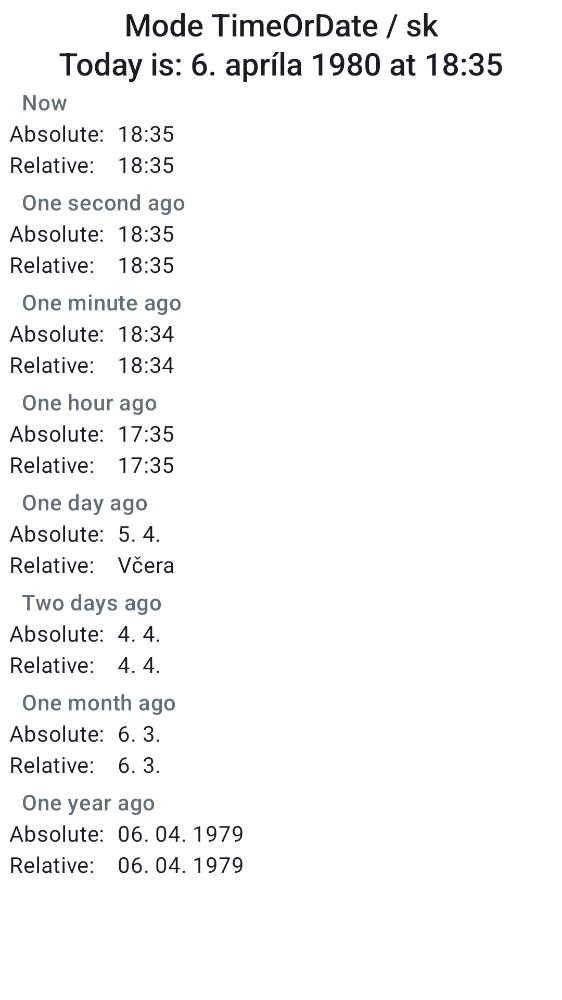 Mode TimeOrDate / sk
Today is: 6. apríla 1980 at 18:35
Now
Absolute: 18:35
Relative: 18:35
One second ago
Absolute: 18:35
Relative: 18:35
One minute ago
Absolute: 18:34
Relative: 18:34
One hour ago
Absolute: 17:35
Relative: 17:35
One day ago
Absolute: 5. 4.
Relative: Včera
Two days ago
Absolute: 4. 4.
Relative: 4. 4.
One month ago
Absolute: 6. 3.
Relative: 6. 3.
One year ago
Absolute: 06. 04. 1979
Relative: 06. 04. 1979